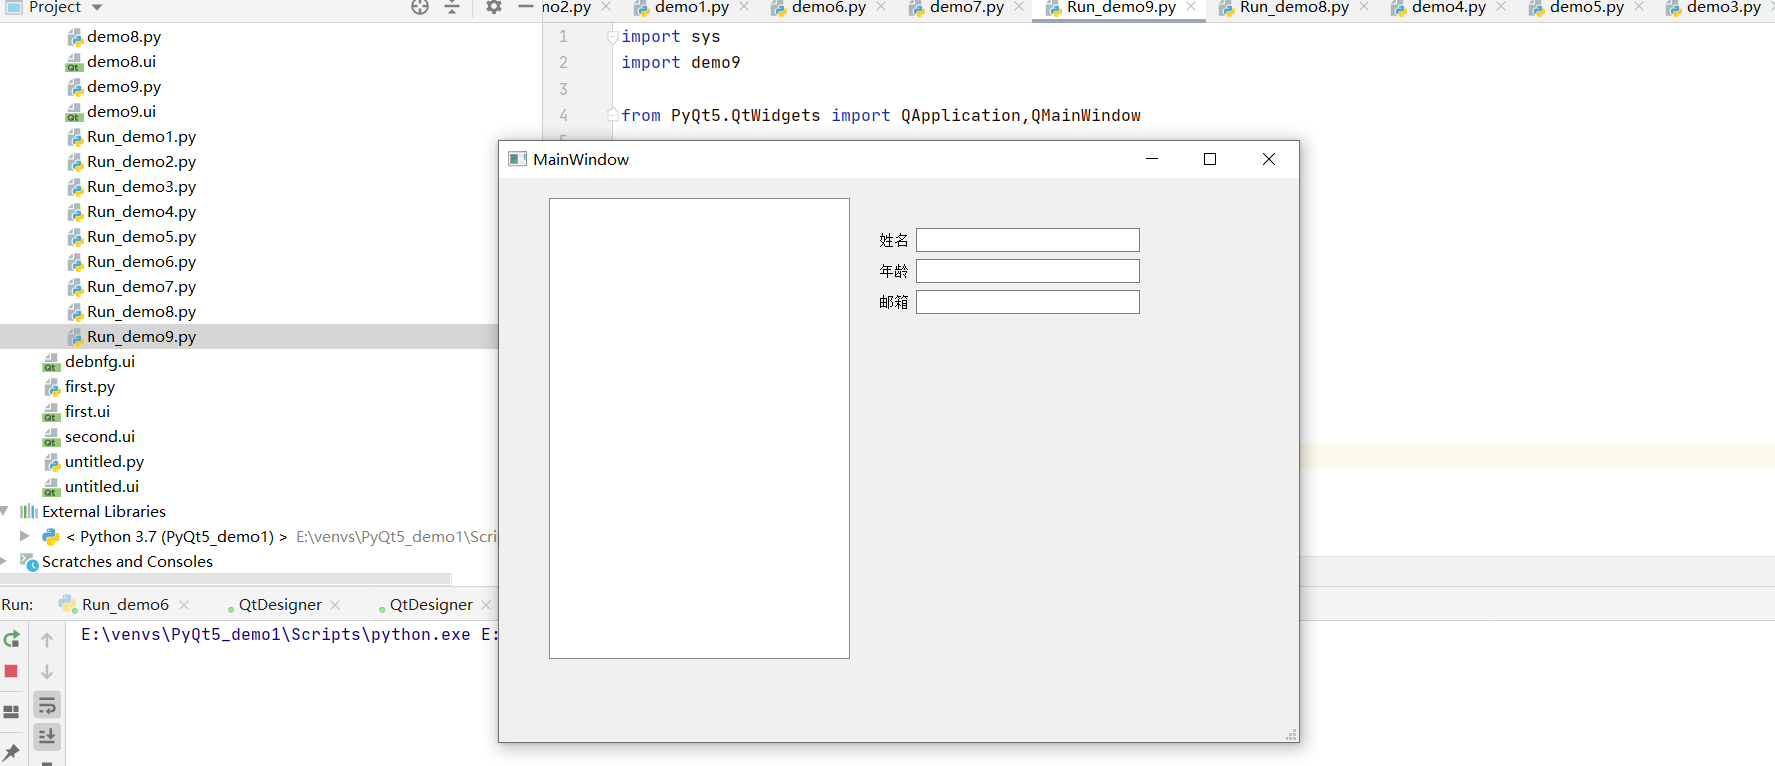 Project
no2.py demo1.py demo6.py demo7.py Run_demo9.py Run_demo8.py demo4.py demo5.py demo3.py
demo8.py
demo8.ui
demo9.py
demo9.ui
Run_demo1.py
Run_demo2.py
Run_demo3.py
Run_demo4.py
Run_demo5.py
Run_demo6.py
Run_demo7.py
Run_demo8.py
Run_demo9.py
debnfg.ui
first.py
first.ui
second.ui
untitled.py
untitled.ui
External Libraries
< Python 3.7 (PyQt5_demo1) > E:\venvs\PyQt5_demo1\Scri
Scratches and Consoles
1 import sys
2 import demo9
3
4 from PyQt5.QtWidgets import QApplication,QMainWindow
MainWindow
姓名
年龄
邮箱
Run: Run_demo6 QtDesigner QtDesigner
E:\venvs\PyQt5_demo1\Scripts\python.exe E: